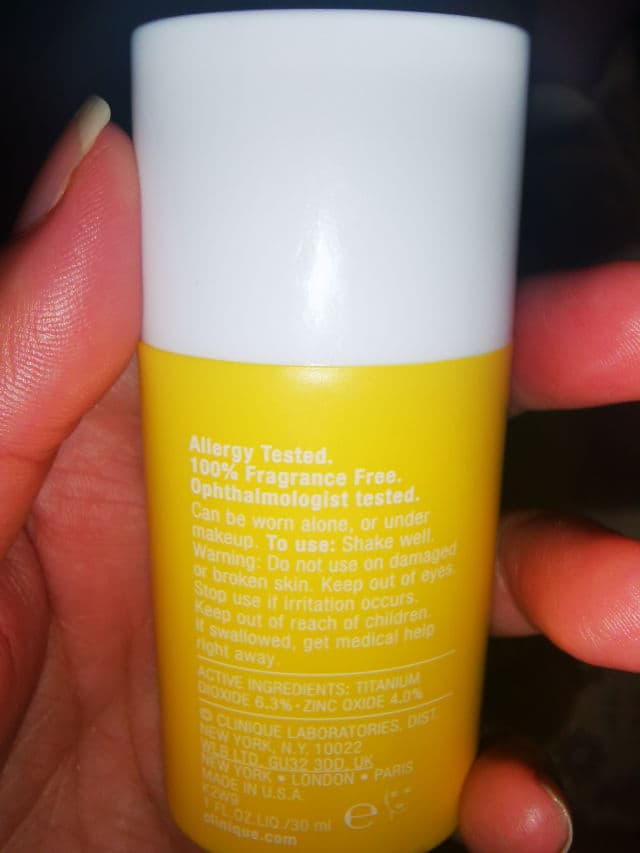 Allergy Tested.
100% Fragrance Free.
Ophthalmologist tested.
Can be worn alone, or under
makeup. To use: Shake well.
Warning: Do not use on damaged
or broken skin. Keep out of eyes.
Stop use if irritation occurs.
Keep out of reach of children.
If swallowed, get medical help
right away.
ACTIVE INGREDIENTS: TITANIUM
DIOXIDE 6.3% • ZINC OXIDE 4.0%
© CLINIQUE LABORATORIES, DIST.
NEW YORK, N.Y. 10022
WLB LTD, GU32 3DD, UK
NEW YORK • LONDON • PARIS
MADE IN U.S.A.
K2W9
1 FL.OZ.LIQ./30 ml e
clinique.com